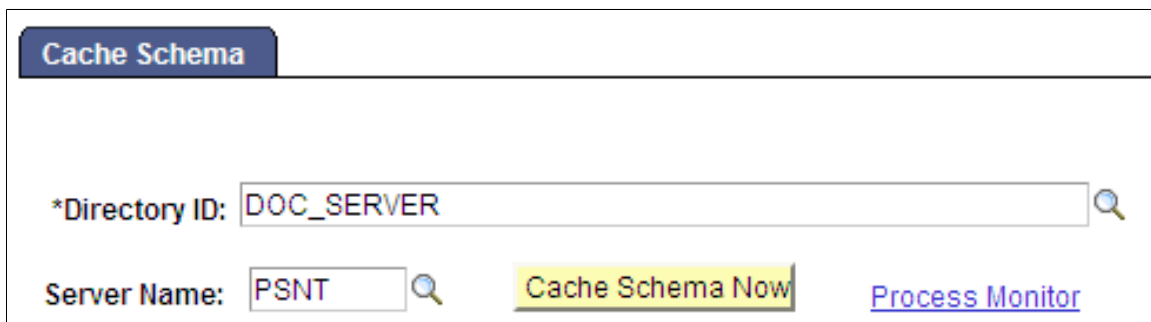 Cache Schema
*Directory ID: DOC_SERVER
Server Name: PSNT Cache Schema Now Process Monitor